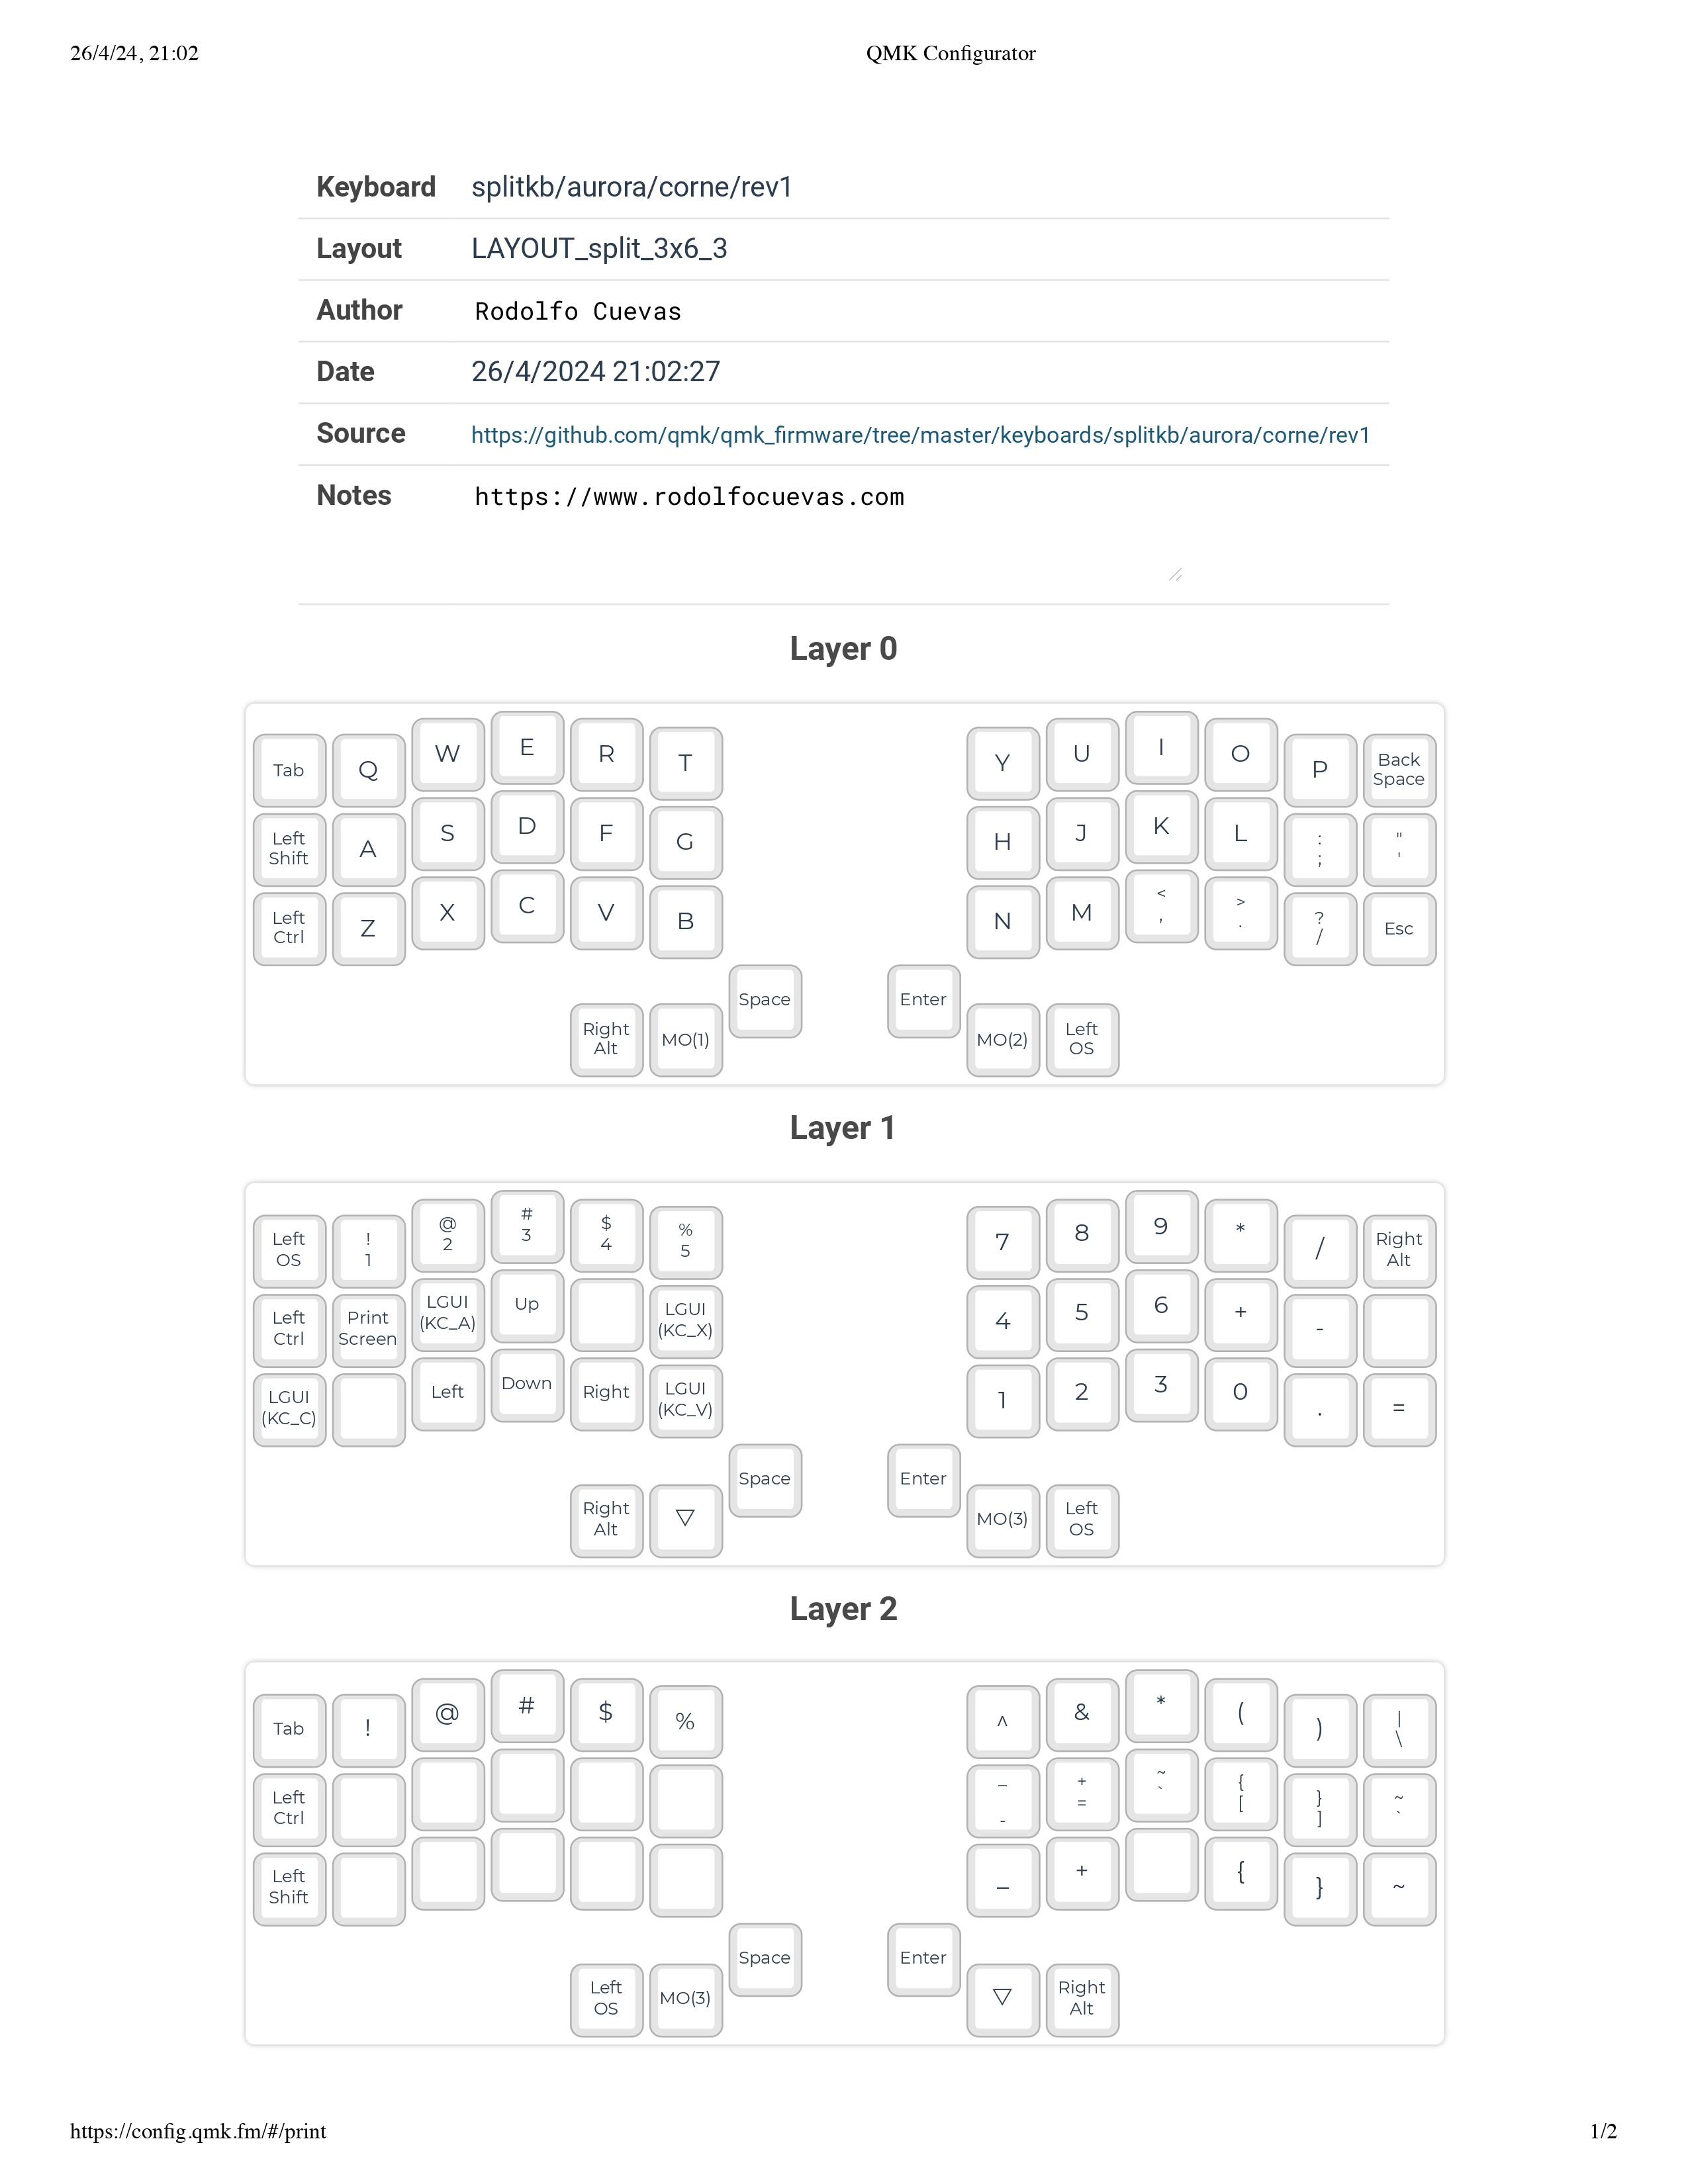 26/4/24, 21:02 QMK Configurator
Keyboard splitkb/aurora/corne/rev1
Layout LAYOUT_split_3x6_3
Author Rodolfo Cuevas
Date 26/4/2024 21:02:27
Source https://github.com/qmk/qmk_firmware/tree/master/keyboards/splitkb/aurora/corne/rev1
Notes https://www.rodolfocuevas.com
Layer 0
Tab Q W E R T Y U I O P Back Space
Left Shift A S D F G H J K L : ; " '
Left Ctrl Z X C V B N M < , > . ? / Esc
Right Alt MO(1) Space Enter MO(2) Left OS
Layer 1
Left OS ! 1 @ 2 # 3 $ 4 % 5 7 8 9 * / Right Alt
Left Ctrl Print Screen LGUI (KC_A) Up LGUI (KC_X) 4 5 6 + -
LGUI (KC_C) Left Down Right LGUI (KC_V) 1 2 3 0 . =
Right Alt ▽ Space Enter MO(3) Left OS
Layer 2
Tab ! @ # $ % ^ & * ( ) | \
Left Ctrl _ - + = ~ ` { [ } ] ~ `
Left Shift _ + { } ~
Left OS MO(3) Space Enter ▽ Right Alt
https://config.qmk.fm/#/print 1/2